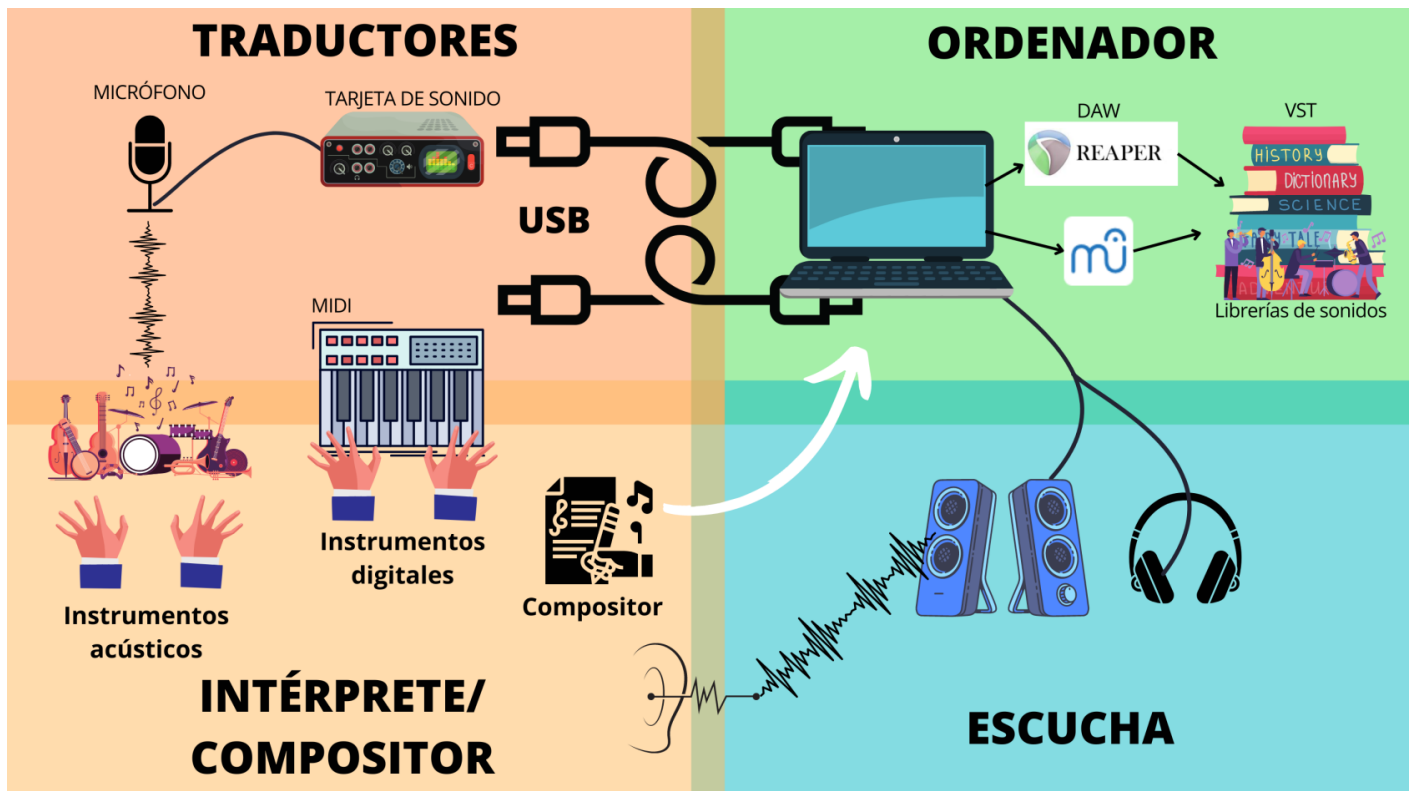 TRADUCTORES
MICRÓFONO
TARJETA DE SONIDO
USB
MIDI
ORDENADOR
DAW
REAPER
mu
VST
HISTORY
DICTIONARY
SCIENCE
Librerías de sonidos
Instrumentos
acústicos
Instrumentos
digitales
Compositor
INTÉRPRETE/
COMPOSITOR
ESCUCHA